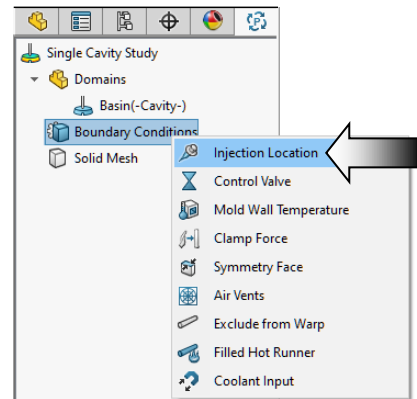 Single Cavity Study
Domains
Basin(-Cavity-)
Boundary Conditions
Solid Mesh
Injection Location
Control Valve
Mold Wall Temperature
Clamp Force
Symmetry Face
Air Vents
Exclude from Warp
Filled Hot Runner
Coolant Input